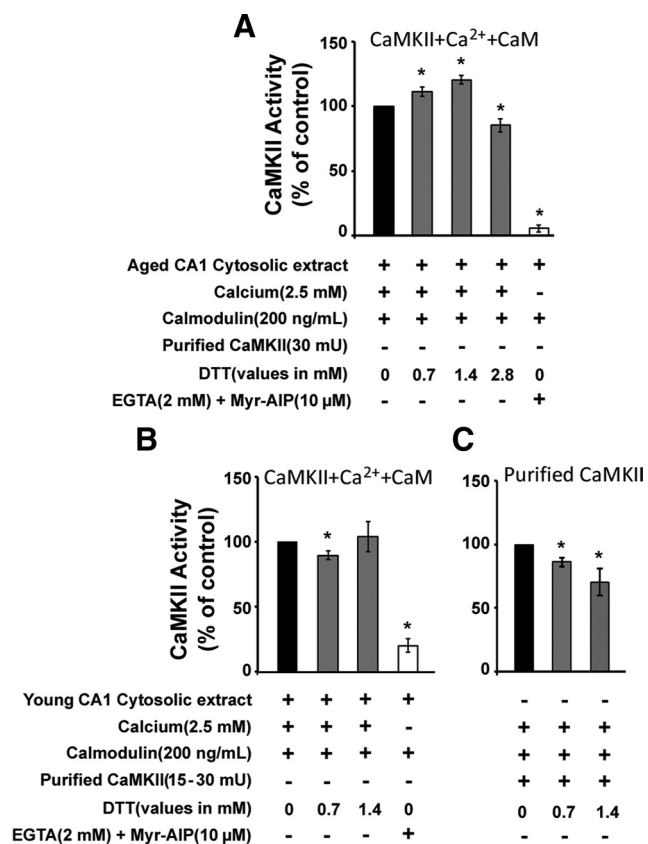 A
CaMKII+Ca2++CaM
CaMKII Activity
(% of control)
150
100
50
0
* * * *
Aged CA1 Cytosolic extract + + + + +
Calcium(2.5 mM) + + + + -
Calmodulin(200 ng/mL) + + + + +
Purified CaMKII(30 mU) - - - - -
DTT(values in mM) 0 0.7 1.4 2.8 0
EGTA(2 mM) + Myr-AIP(10 µM) - - - - +
B
CaMKII+Ca2++CaM
CaMKII Activity
(% of control)
150
100
50
0
* *
Young CA1 Cytosolic extract + + + +
Calcium(2.5 mM) + + + -
Calmodulin(200 ng/mL) + + + +
Purified CaMKII(15-30 mU) - - - -
DTT(values in mM) 0 0.7 1.4 0
EGTA(2 mM) + Myr-AIP(10 µM) - - - +
C
Purified CaMKII
150
100
50
0
* *
- - -
+ + +
+ + +
+ + +
0 0.7 1.4
- - -